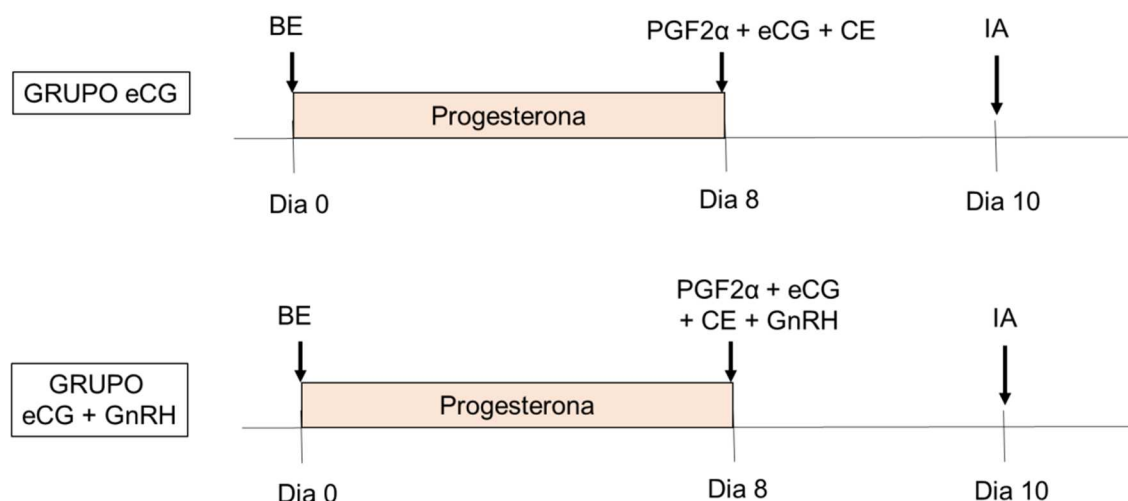 BE
PGF2α + eCG + CE
IA
GRUPO eCG
Progesterona
Dia 0
Dia 8
Dia 10
BE
PGF2α + eCG
+ CE + GnRH
IA
GRUPO
eCG + GnRH
Progesterona
Dia 0
Dia 8
Dia 10